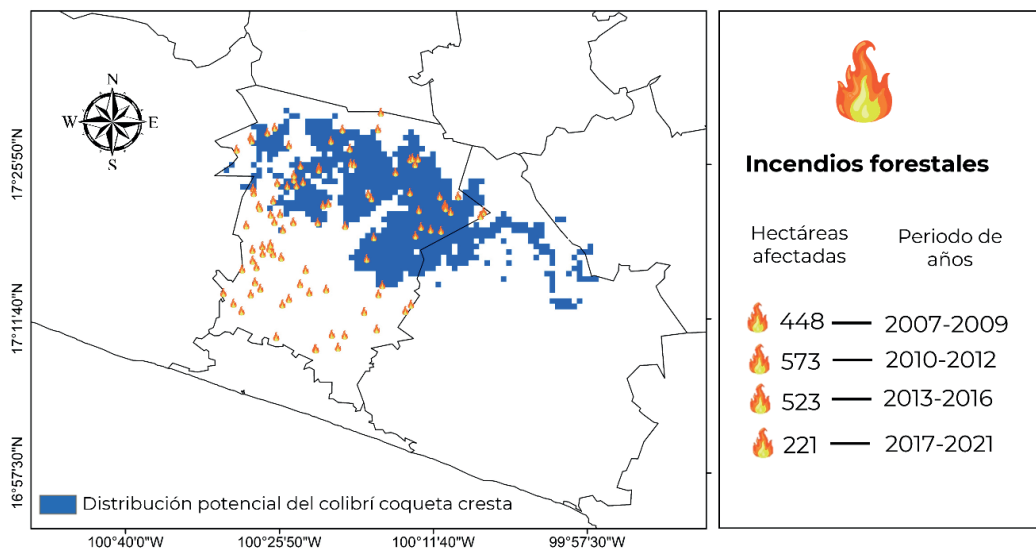 N
W E
S
17°25'50"N
17°11'40"N
16°57'30"N
Distribución potencial del colibrí coqueta cresta
100°40'0"W 100°25'50"W 100°11'40"W 99°57'30"W
Incendios forestales
Hectáreas
afectadas
Periodo de
años
448 2007-2009
573 2010-2012
523 2013-2016
221 2017-2021